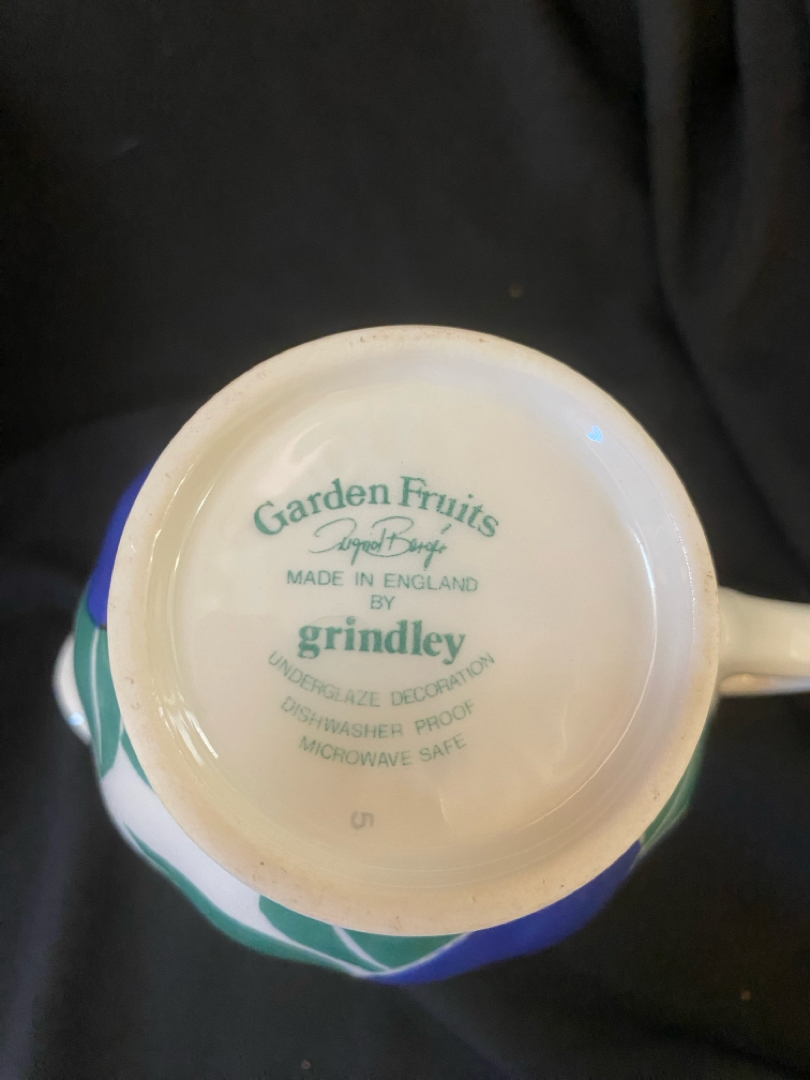 Garden Fruits
MADE IN ENGLAND
BY
grindley
UNDERGLAZE DECORATION
DISHWASHER PROOF
MICROWAVE SAFE
5